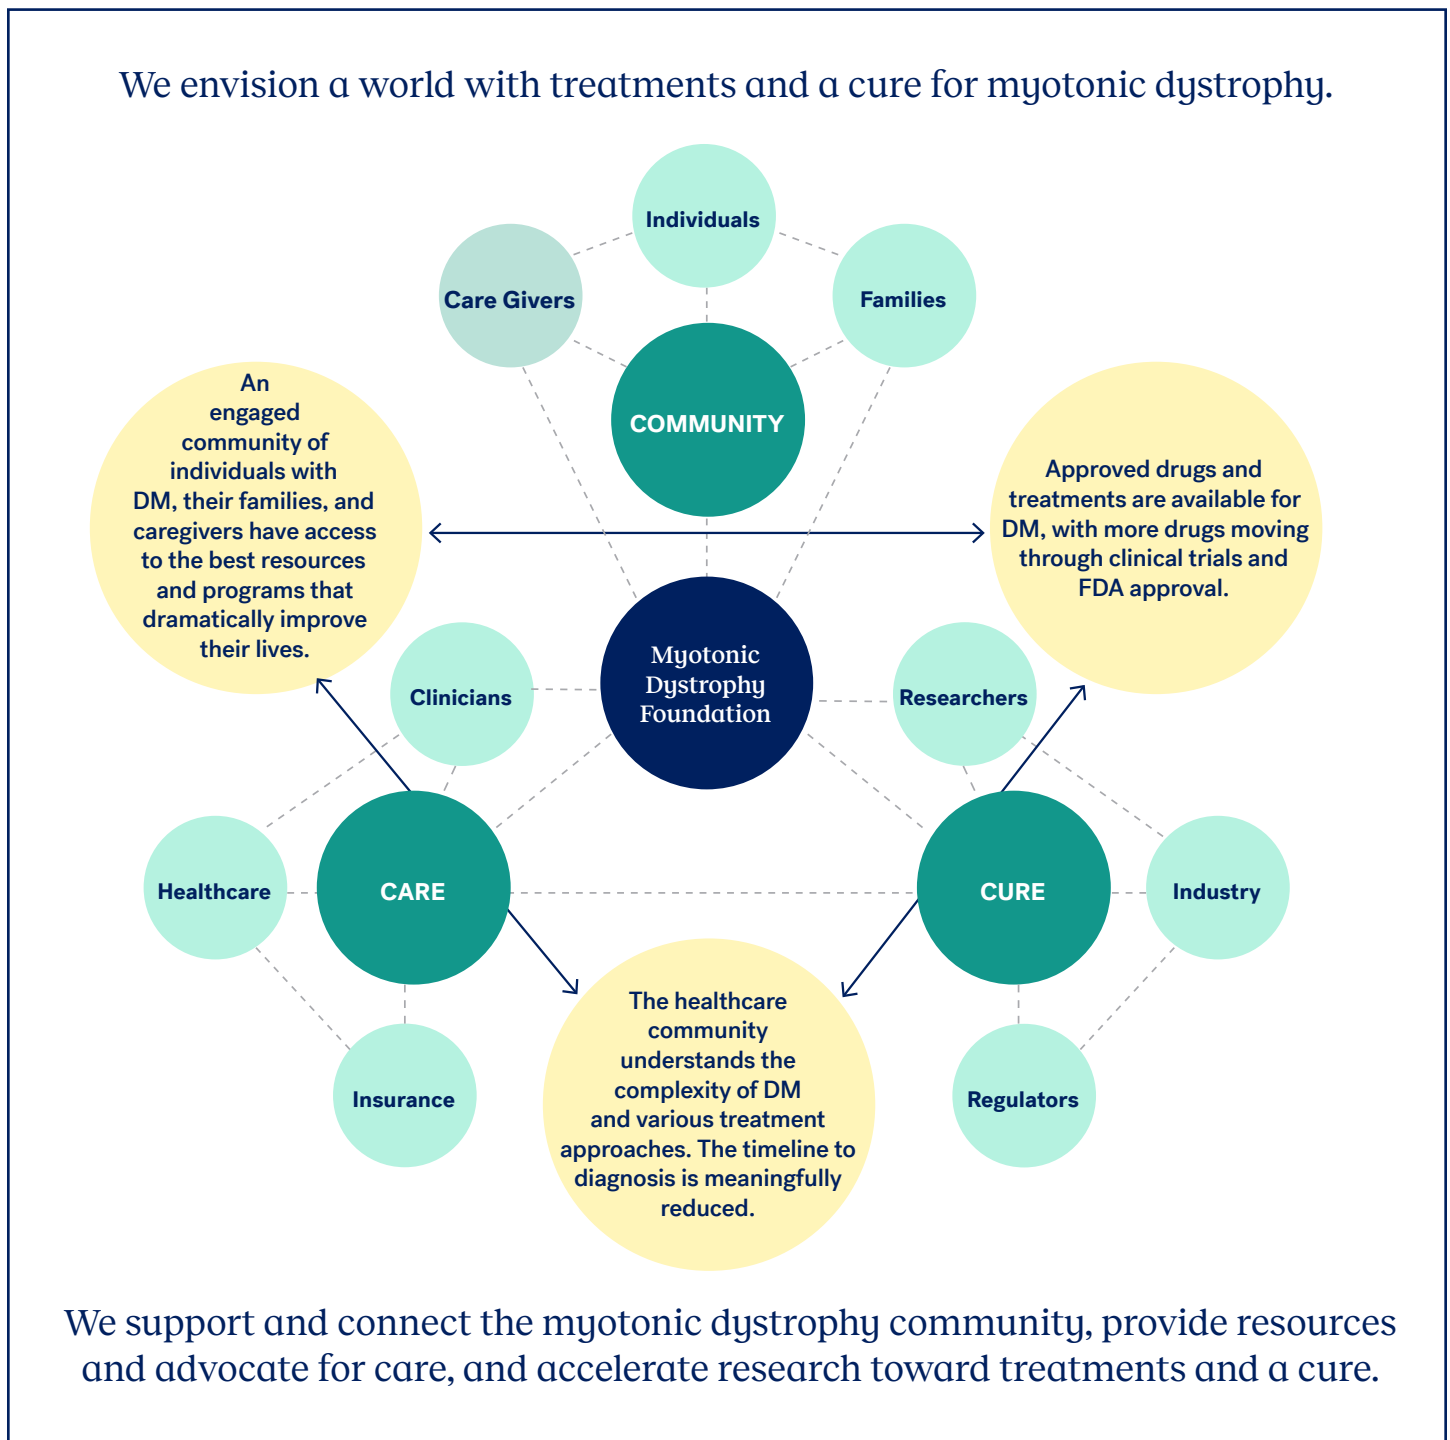 We envision a world with treatments and a cure for myotonic dystrophy.
Individuals
Care Givers
Families
COMMUNITY
An
engaged
community of
individuals with
DM, their families, and
caregivers have access
to the best resources
and programs that
dramatically improve
their lives.
Approved drugs and
treatments are available for
DM, with more drugs moving
through clinical trials and
FDA approval.
Myotonic
Dystrophy
Foundation
Clinicians
Researchers
Healthcare
CARE
CURE
Industry
Insurance
The healthcare
community
understands the
complexity of DM
and various treatment
approaches. The timeline to
diagnosis is meaningfully
reduced.
Regulators
We support and connect the myotonic dystrophy community, provide resources
and advocate for care, and accelerate research toward treatments and a cure.